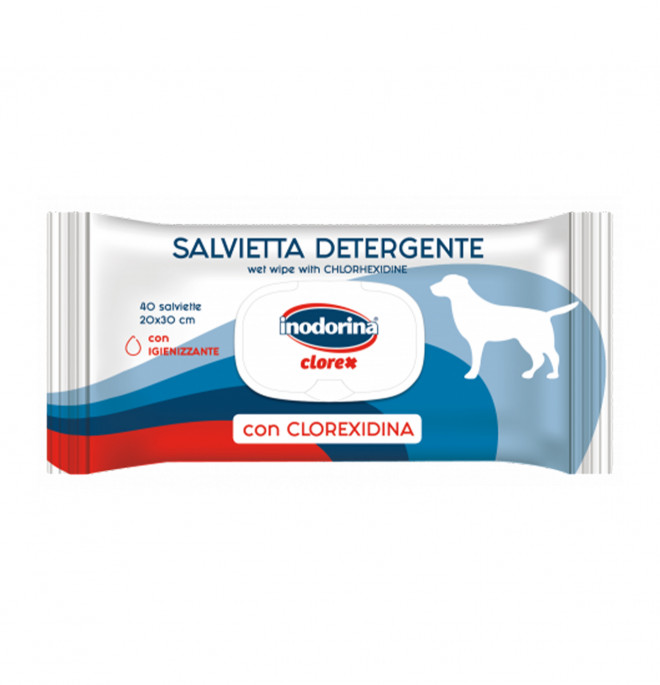 SALVIETTA DETERGENTE
wet wipe with CHLORHEXIDINE
40 salviette
20x30 cm
con
IGIENIZZANTE
inodorina®
clorex
con CLOREXIDINA